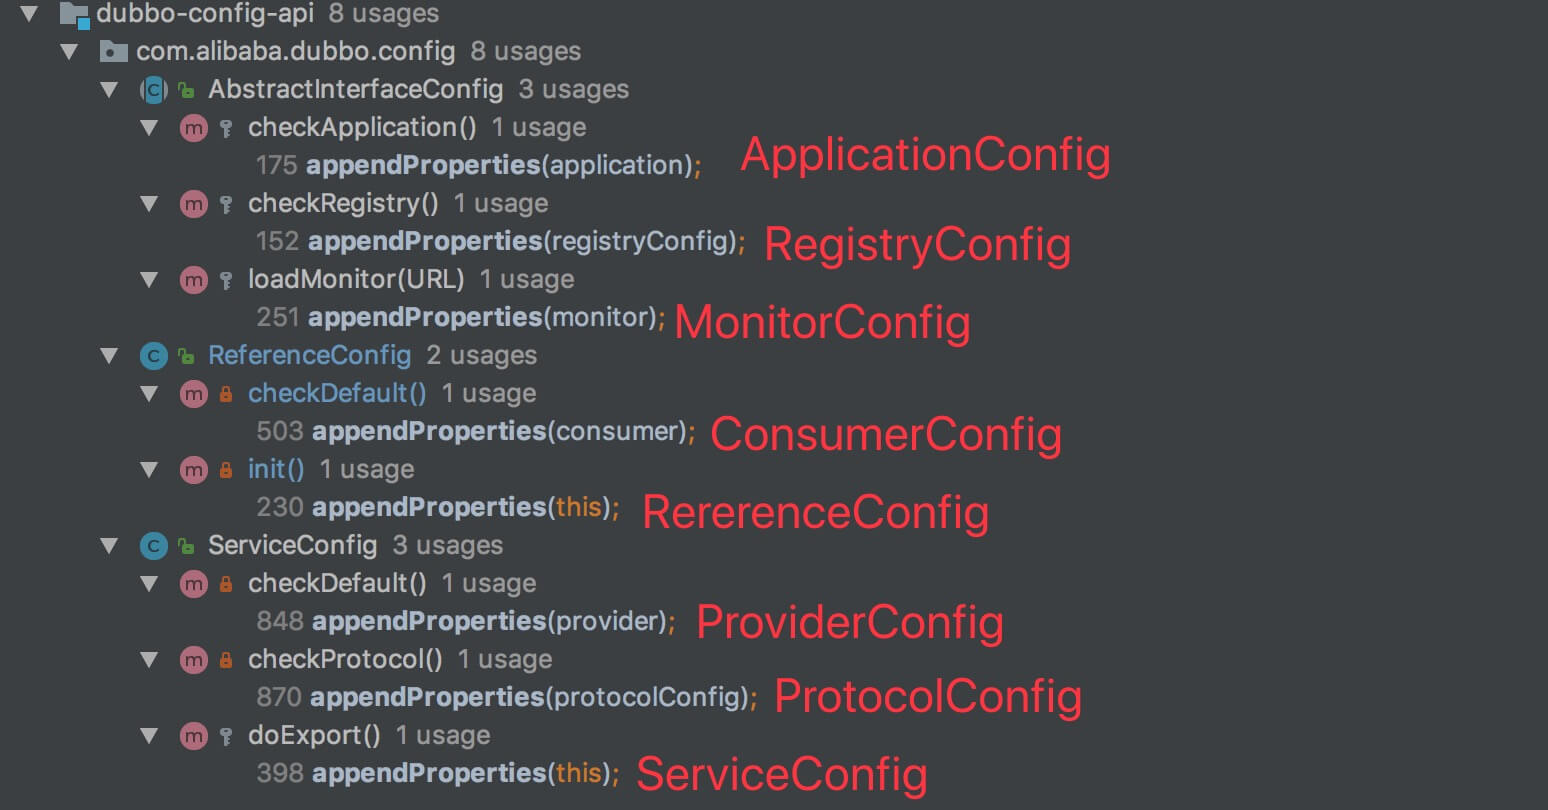 dubbo-config-api 8 usages
com.alibaba.dubbo.config 8 usages
AbstractInterfaceConfig 3 usages
checkApplication() 1 usage
175 appendProperties(application); ApplicationConfig
checkRegistry() 1 usage
152 appendProperties(registryConfig); RegistryConfig
loadMonitor(URL) 1 usage
251 appendProperties(monitor); MonitorConfig
ReferenceConfig 2 usages
checkDefault() 1 usage
503 appendProperties(consumer); ConsumerConfig
init() 1 usage
230 appendProperties(this); RererenceConfig
ServiceConfig 3 usages
checkDefault() 1 usage
848 appendProperties(provider); ProviderConfig
checkProtocol() 1 usage
870 appendProperties(protocolConfig); ProtocolConfig
doExport() 1 usage
398 appendProperties(this); ServiceConfig